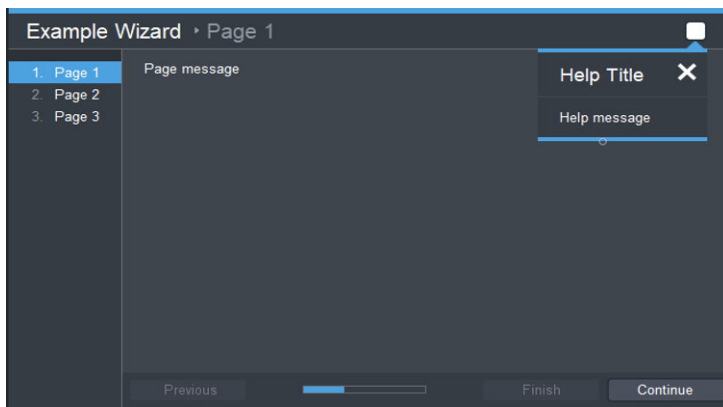 Example Wizard ‣ Page 1
1. Page 1
2. Page 2
3. Page 3
Page message
Help Title
Help message
Previous
Finish
Continue